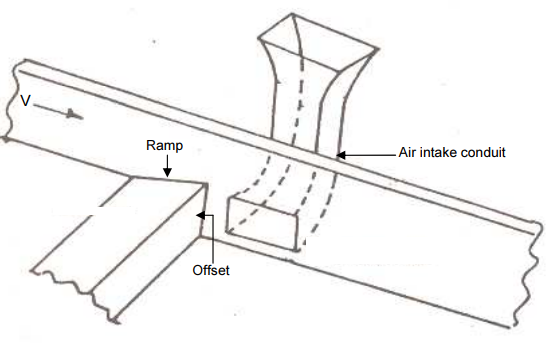 V
Ramp
Air intake conduit
Offset